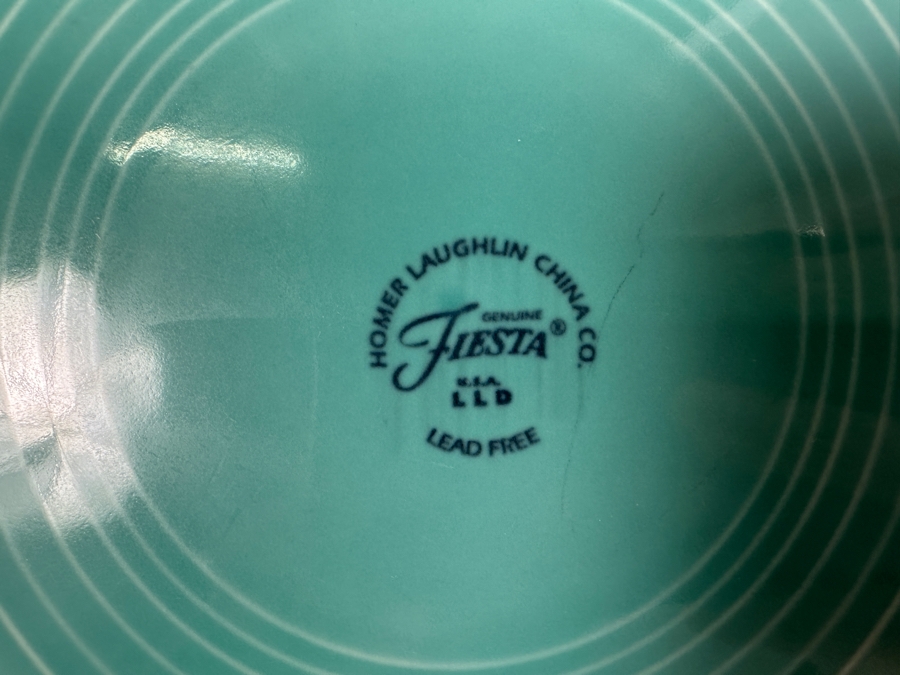 HOMER LAUGHLIN CHINA CO.
GENUINE
FIESTA®
U.S.A.
LLD
LEAD FREE